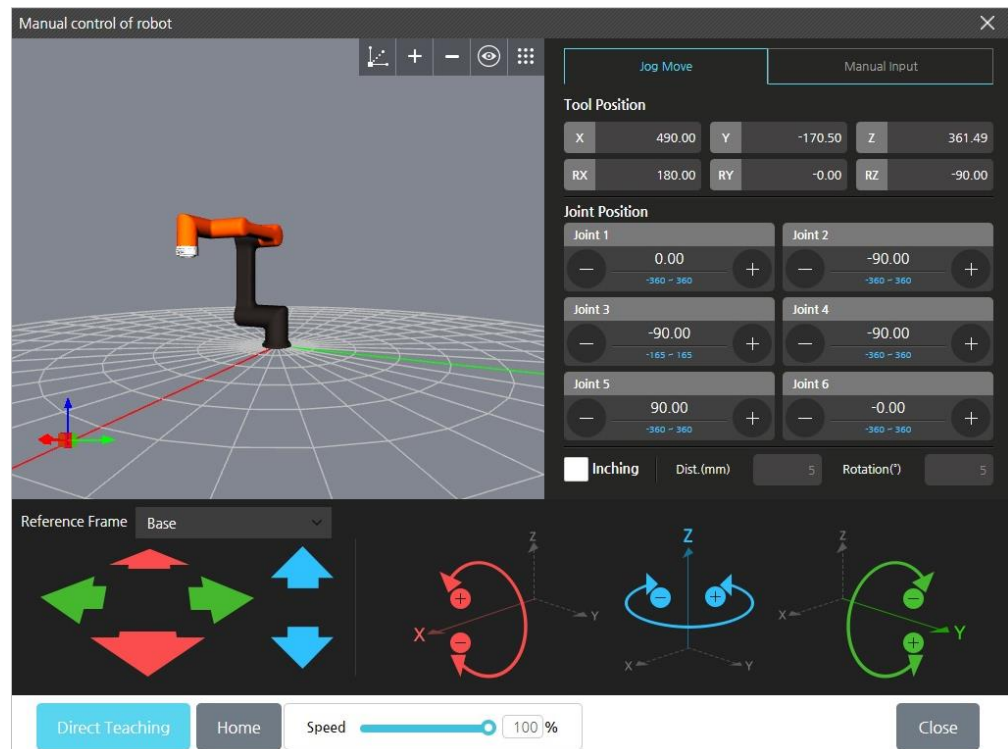 Manual control of robot
Jog Move
Manual Input
Tool Position
X 490.00 Y -170.50 Z 361.49
RX 180.00 RY -0.00 RZ -90.00
Joint Position
Joint 1 Joint 2
0.00 -90.00
-360 ~ 360 -360 ~ 360
Joint 3 Joint 4
-90.00 -90.00
-165 ~ 165 -360 ~ 360
Joint 5 Joint 6
90.00 -0.00
-360 ~ 360 -360 ~ 360
Inching Dist.(mm) 5 Rotation(°) 5
Reference Frame Base
Z Z Z
X Y X Y X Y
Direct Teaching Home Speed 100 % Close